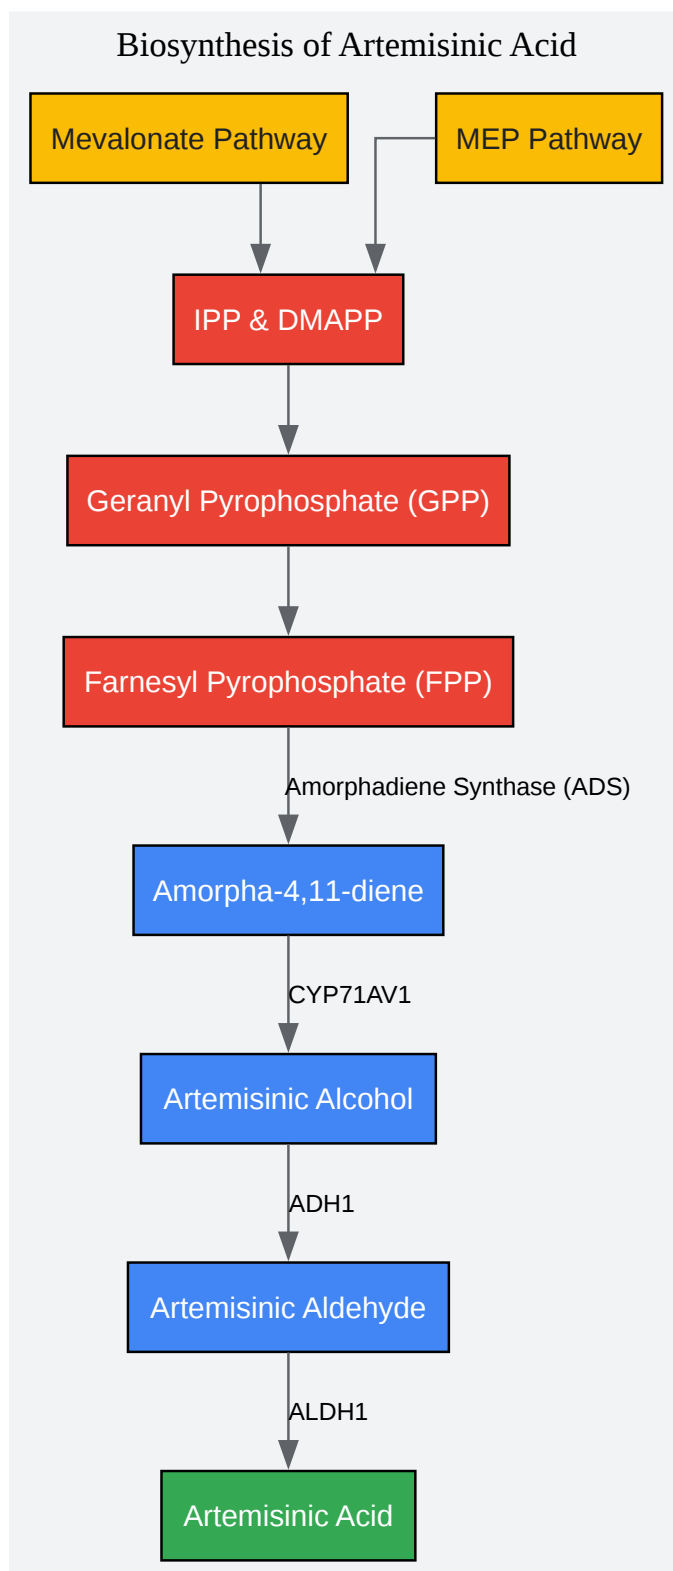 Biosynthesis of Artemisinic Acid
Mevalonate Pathway
MEP Pathway
IPP & DMAPP
Geranyl Pyrophosphate (GPP)
Farnesyl Pyrophosphate (FPP)
Amorphadiene Synthase (ADS)
Amorpha-4,11-diene
CYP71AV1
Artemisinic Alcohol
ADH1
Artemisinic Aldehyde
ALDH1
Artemisinic Acid